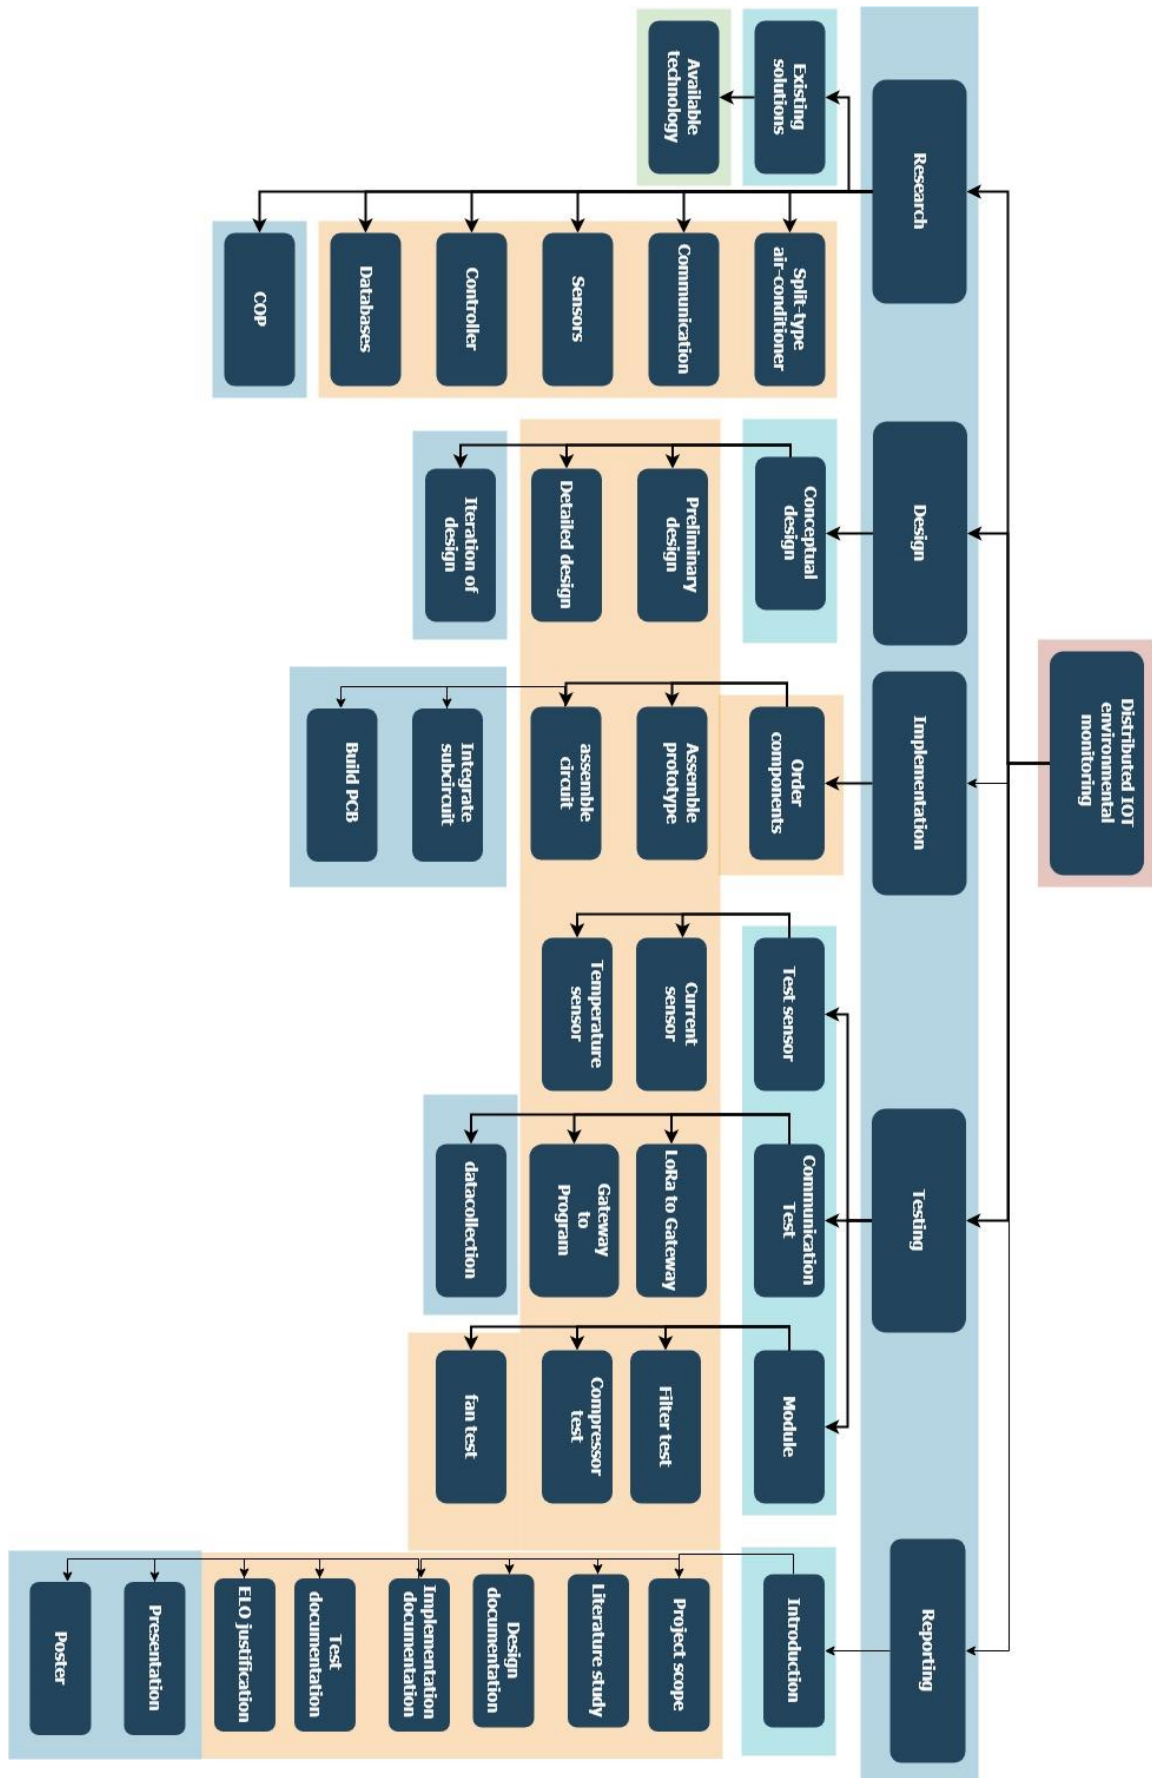 Distributed IOT
environmental
monitoring
Research
Existing
solutions
Available
technology
Split-type
air-conditioner
Communication
Sensors
Controller
Databases
COP
Design
Conceptual
design
Preliminary
design
Detailed design
Iteration of
design
Implementation
Order
components
Assemble
prototype
assemble
circuit
Integrate
subcircuit
Build PCB
Testing
Test sensor
Current
sensor
Temperature
sensor
Communication
Test
LoRa to Gateway
Gateway
to
Program
datacollection
Module
Filter test
Compressor
test
fan test
Reporting
Introduction
Project scope
Literature study
Design
documentation
Implementation
documentation
Test
documentation
ELO justification
Presentation
Poster